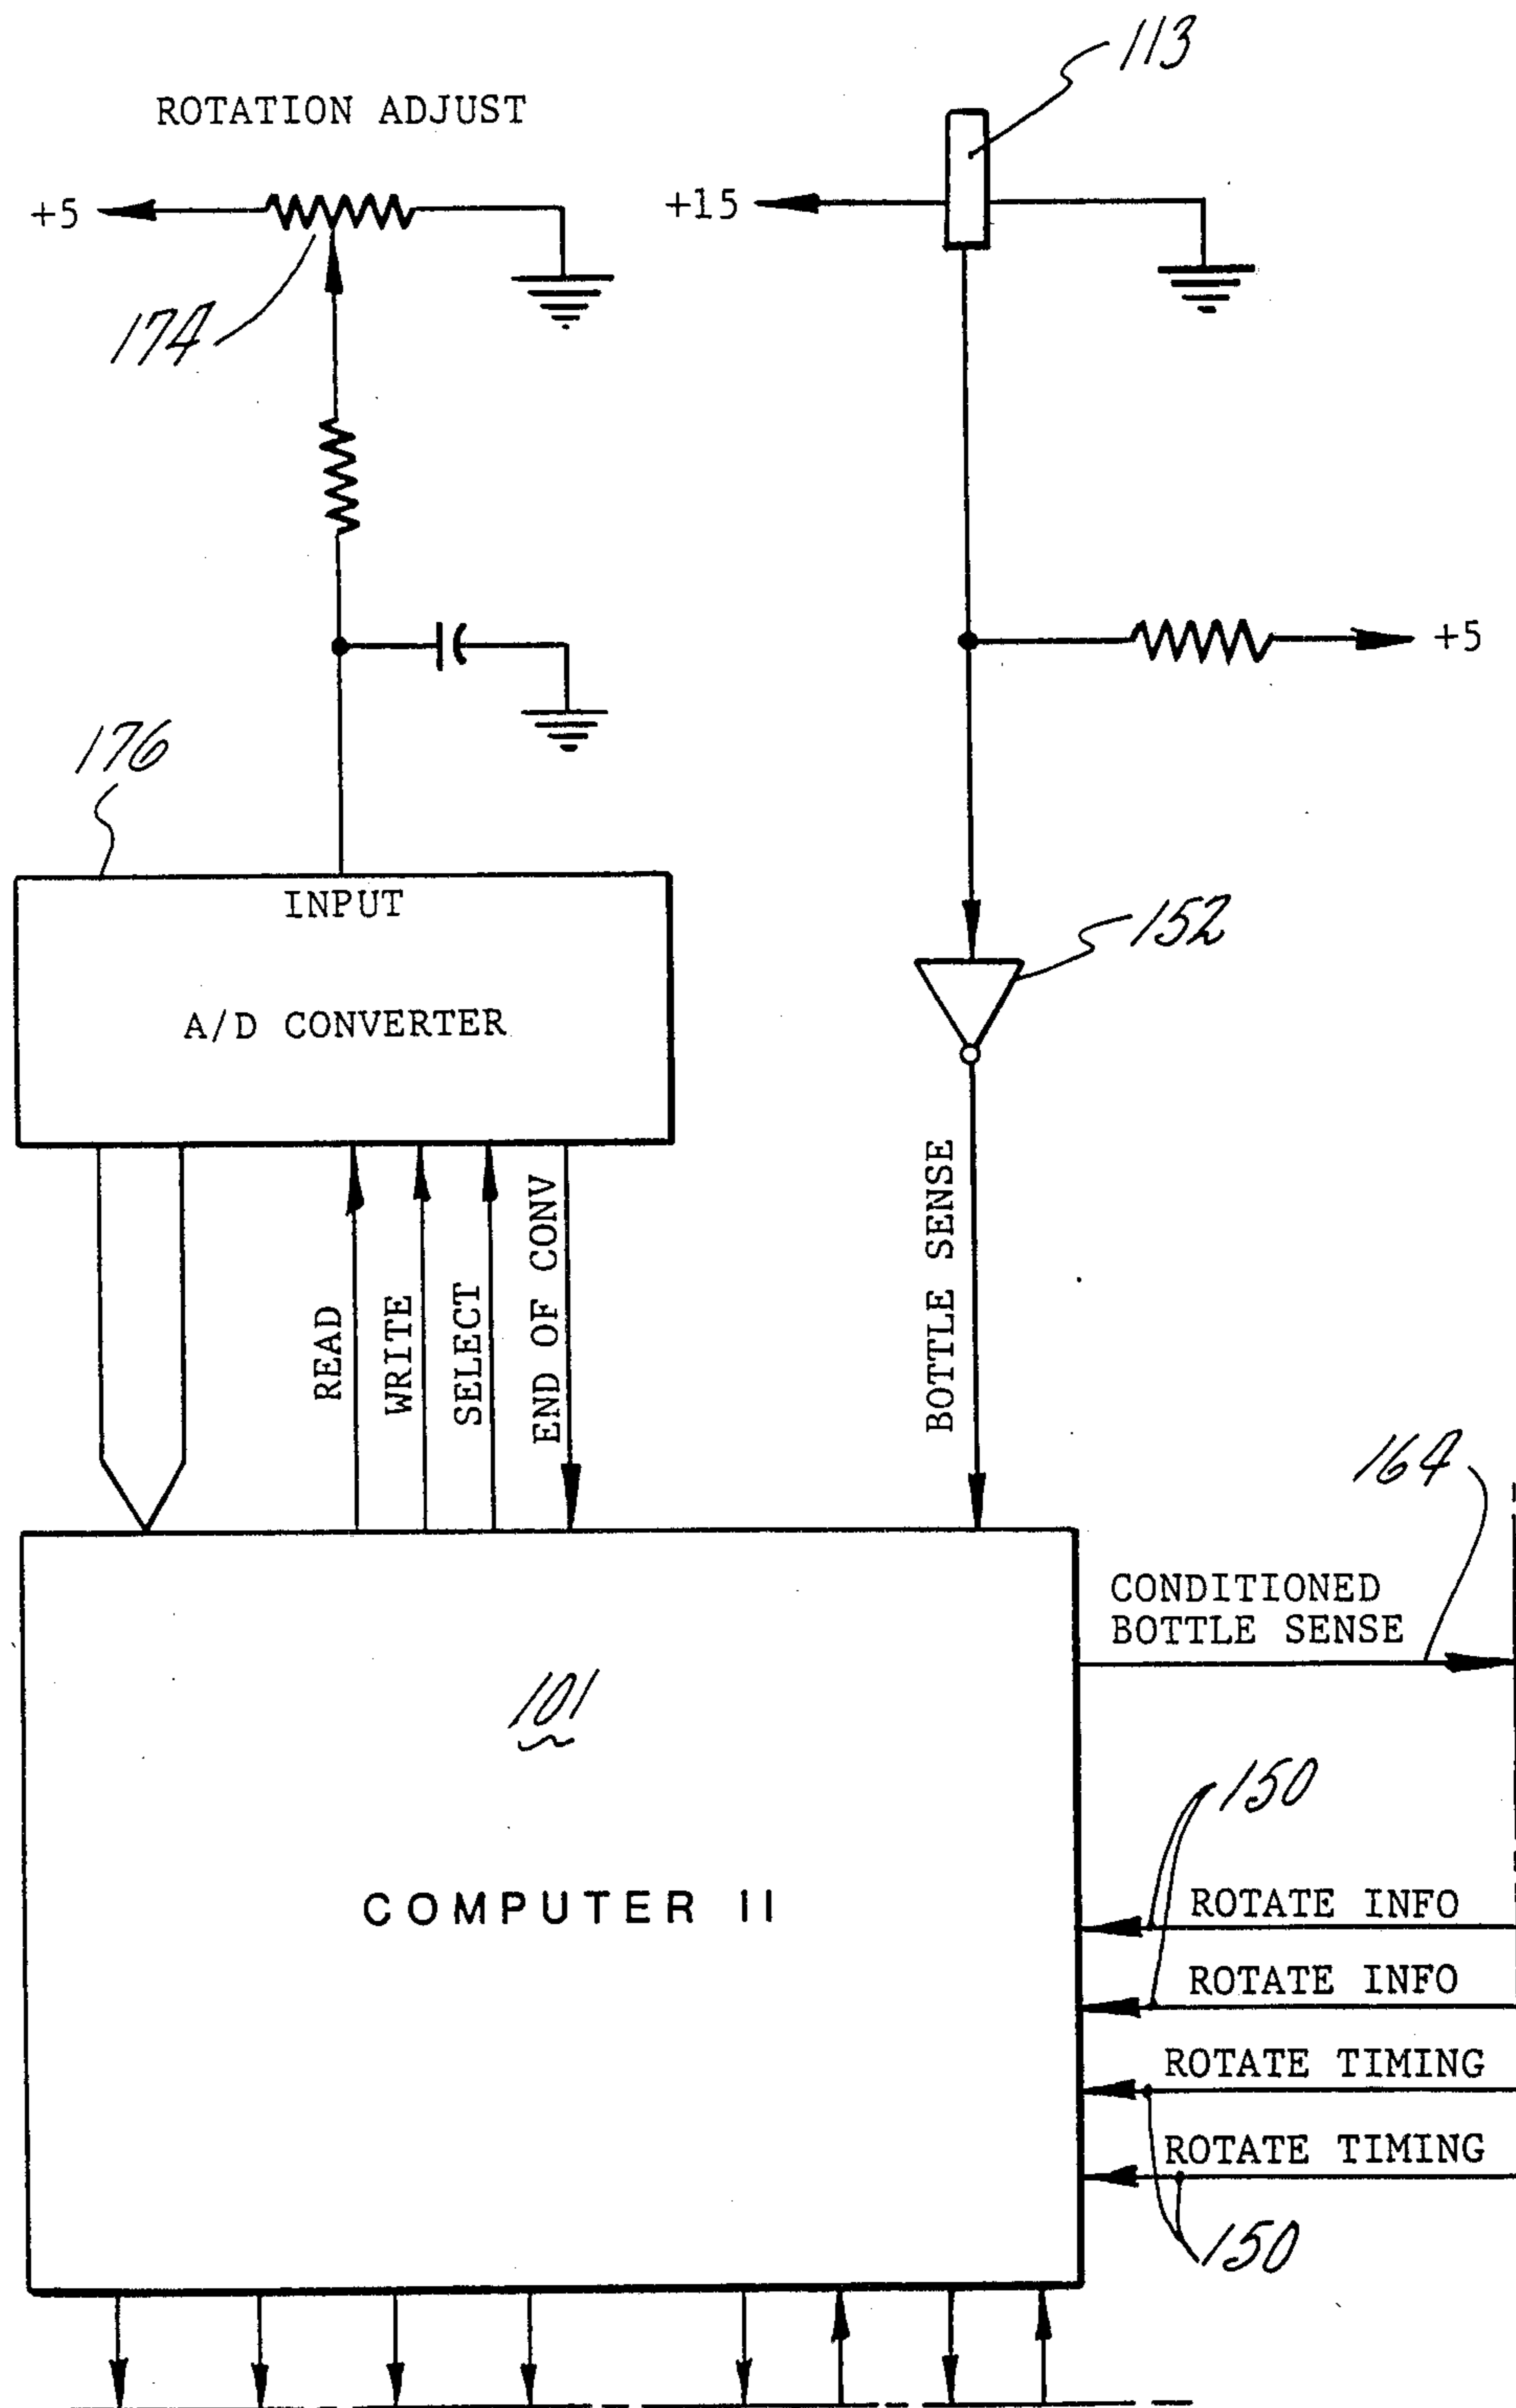 113
ROTATION ADJUST
+5
+15
174
+5
176
INPUT
152
A/D CONVERTER
READ
WRITE
SELECT
END OF CONV
BOTTLE SENSE
164
CONDITIONED
BOTTLE SENSE
101
150
COMPUTER II
ROTATE INFO
ROTATE INFO
ROTATE TIMING
ROTATE TIMING
150